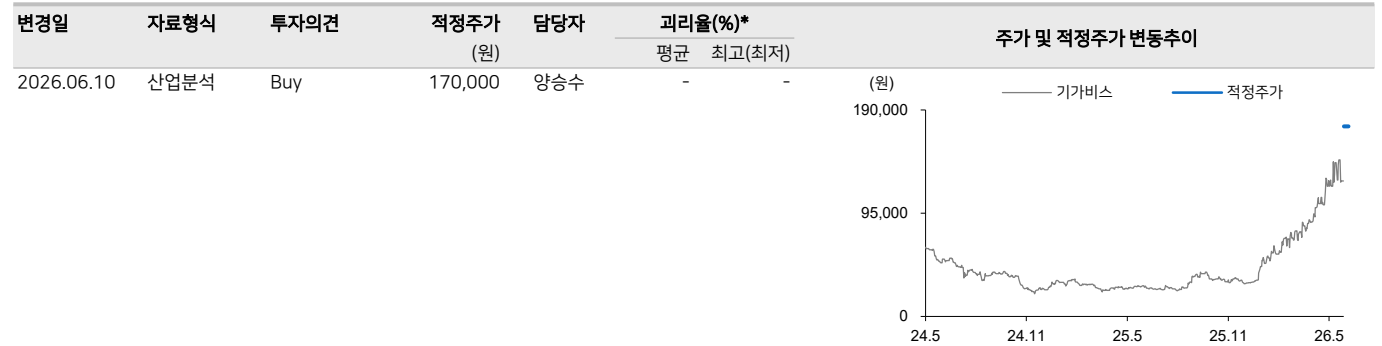 변경일 자료형식 투자의견 적정주가 담당자 괴리율(%)* 주가 및 적정주가 변동추이
(원) 평균 최고(최저)
2026.06.10 산업분석 Buy 170,000 양승수 - -
(원) 기가비스 적정주가
190,000
95,000
0
24.5 24.11 25.5 25.11 26.5